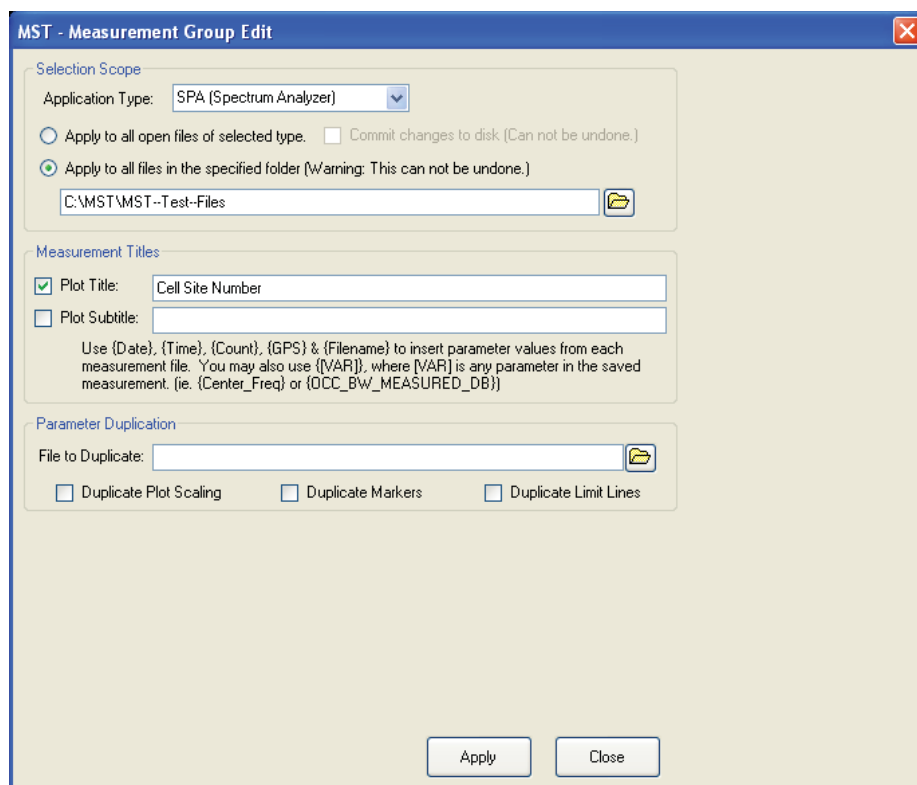 MST - Measurement Group Edit
Selection Scope
Application Type: SPA (Spectrum Analyzer)
Apply to all open files of selected type. Commit changes to disk (Can not be undone.)
Apply to all files in the specified folder (Warning: This can not be undone.)
C:\MST\MST--Test--Files
Measurement Titles
Plot Title: Cell Site Number
Plot Subtitle:
Use {Date}, {Time}, {Count}, {GPS} & {Filename} to insert parameter values from each
measurement file. You may also use {[VAR]}, where [VAR] is any parameter in the saved
measurement. (ie. {Center_Freq} or {OCC_BW_MEASURED_DB})
Parameter Duplication
File to Duplicate:
Duplicate Plot Scaling Duplicate Markers Duplicate Limit Lines
Apply Close